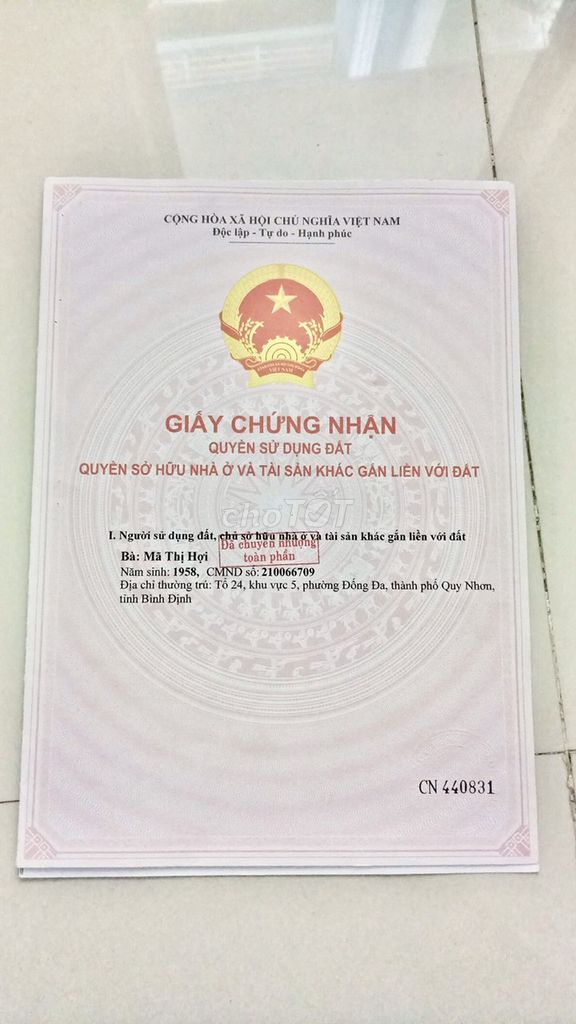 CỘNG HÒA XÃ HỘI CHỦ NGHĨA VIỆT NAM
Độc lập - Tự do - Hạnh phúc
VIỆT NAM
GIẤY CHỨNG NHẬN
QUYỀN SỬ DỤNG ĐẤT
QUYỀN SỞ HỮU NHÀ Ở VÀ TÀI SẢN KHÁC GẮN LIỀN VỚI ĐẤT
choTỐT
I. Người sử dụng đất, chủ sở hữu nhà ở và tài sản khác gắn liền với đất
Đã chuyển nhượng
toàn phần
Bà: Mã Thị Hợi
Năm sinh: 1958, CMND số: 210066709
Địa chỉ thường trú: Tổ 24, khu vực 5, phường Đống Đa, thành phố Quy Nhơn,
tỉnh Bình Định
CN 440831